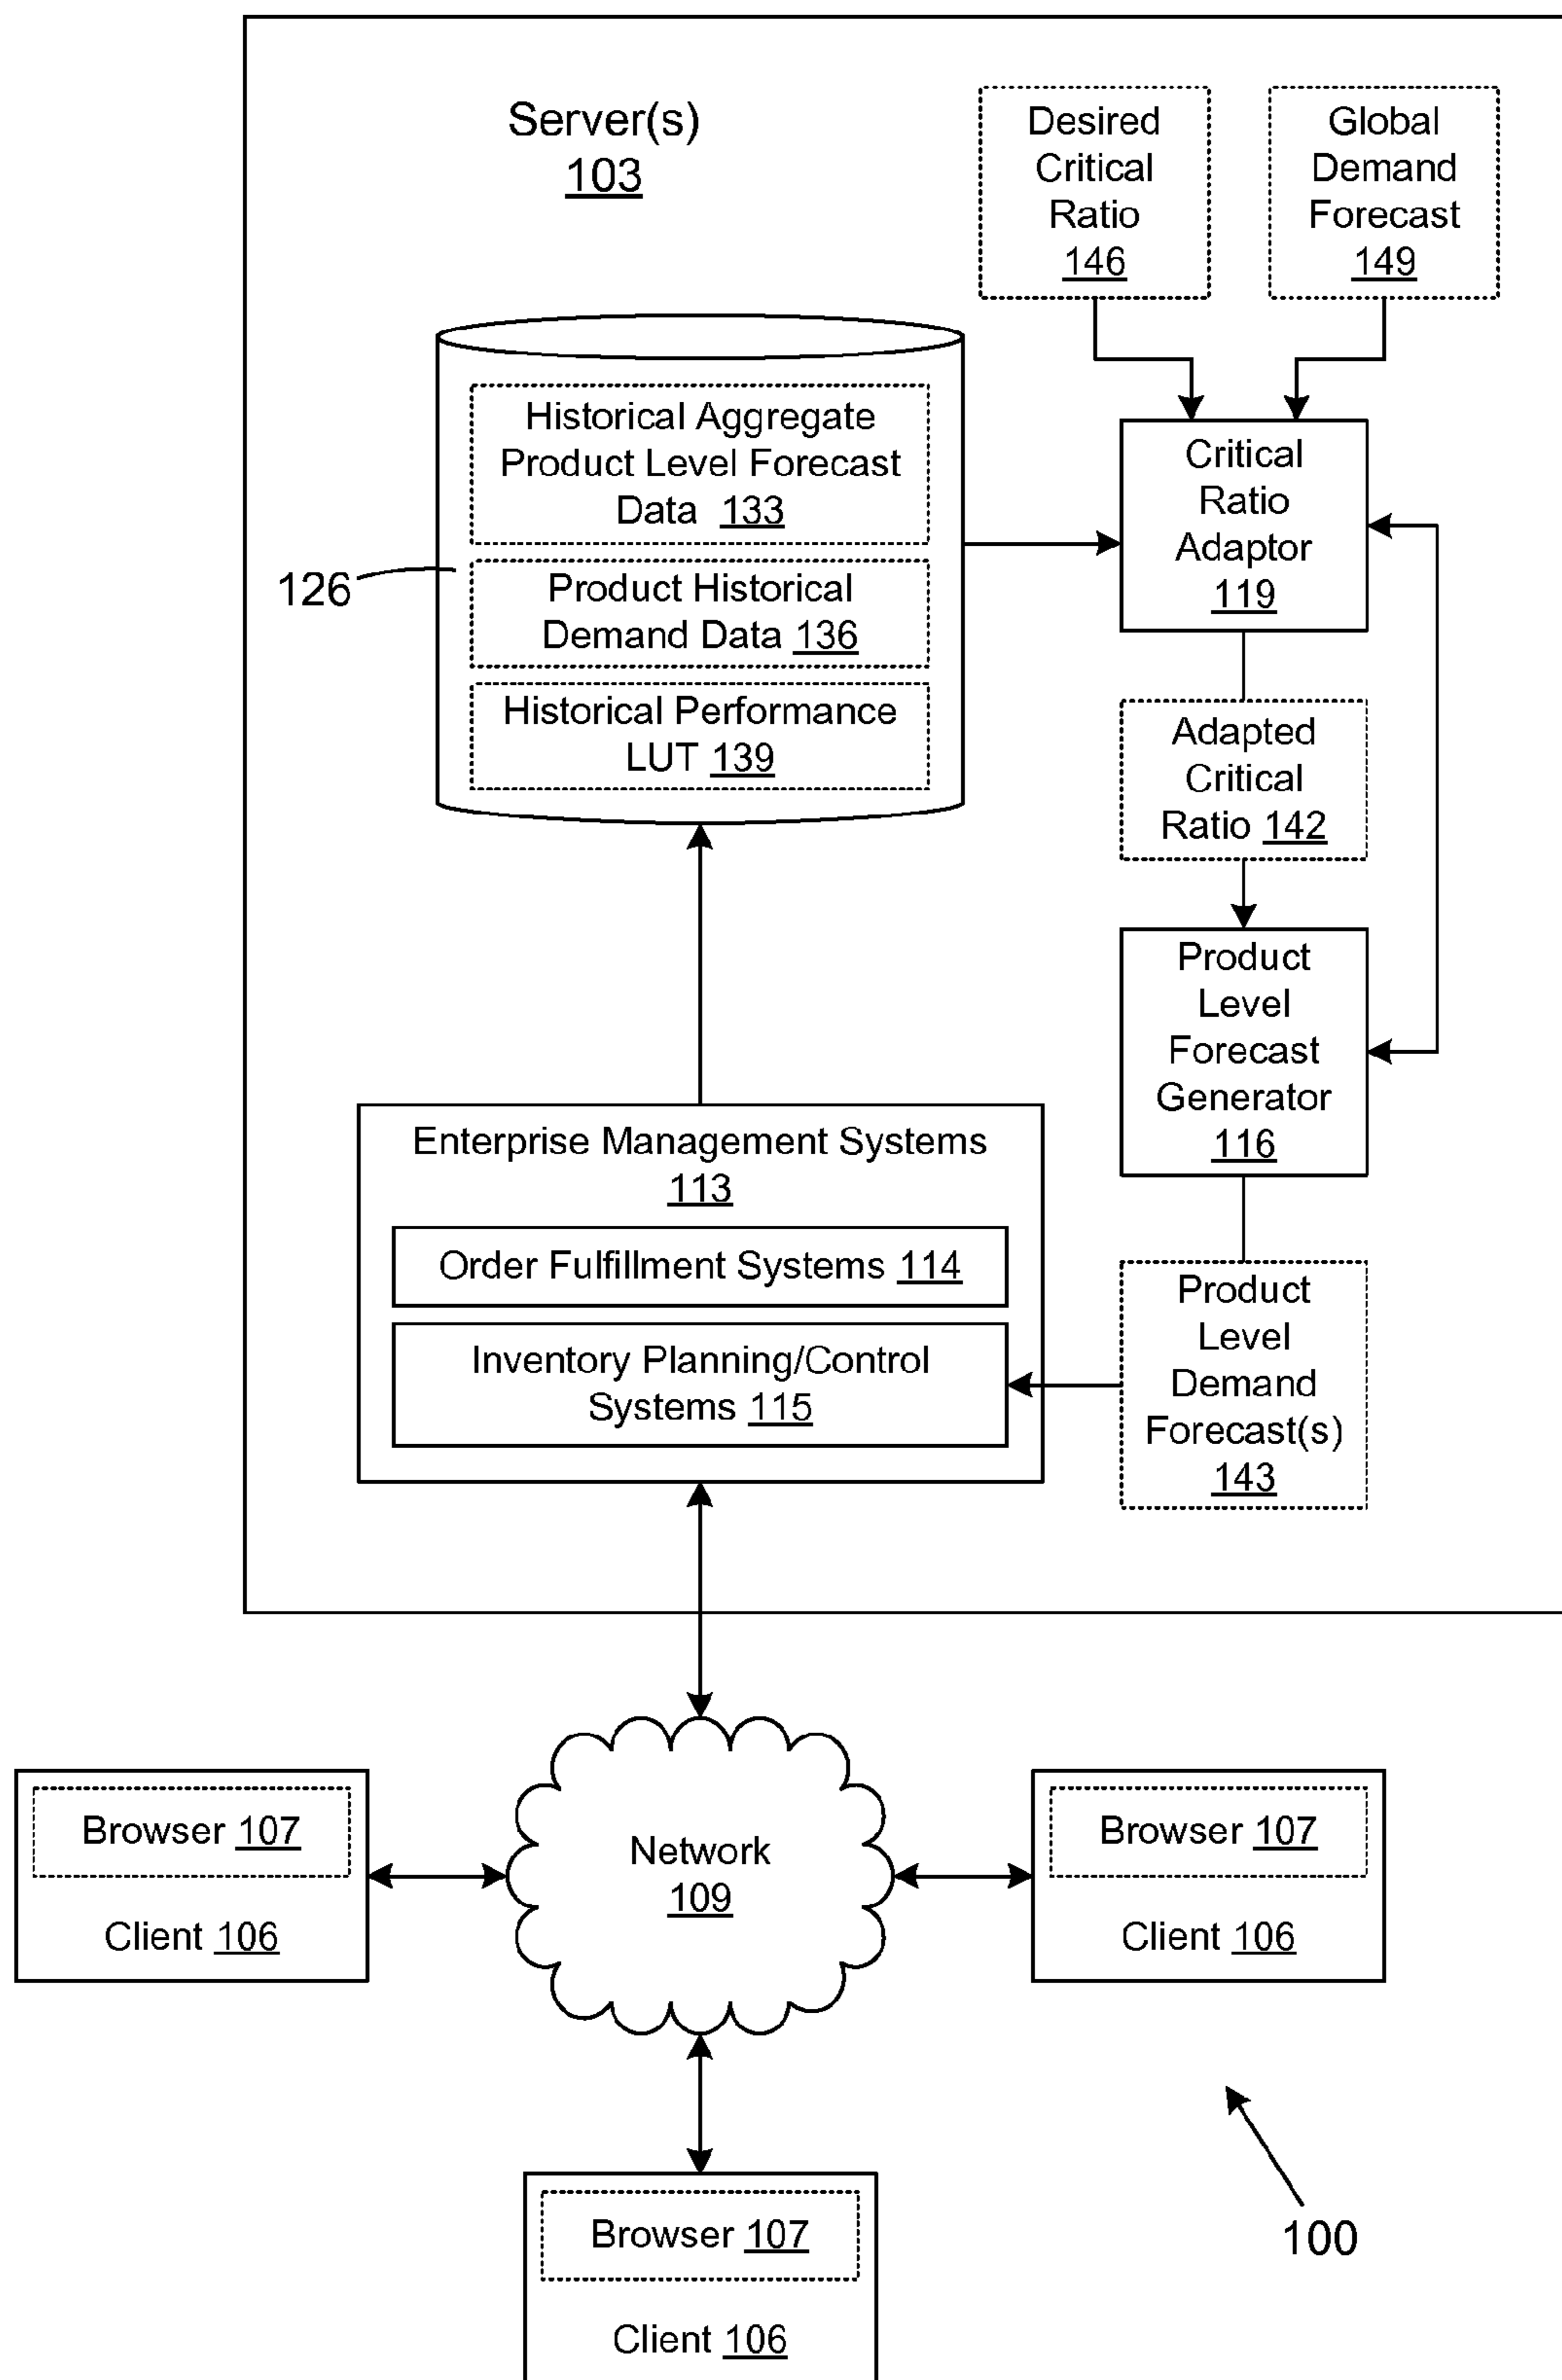 Server(s)
103
Desired
Critical
Ratio
146
Global
Demand
Forecast
149
Historical Aggregate
Product Level Forecast
Data 133
126
Product Historical
Demand Data 136
Historical Performance
LUT 139
Critical
Ratio
Adaptor
119
Adapted
Critical
Ratio 142
Product
Level
Forecast
Generator
116
Enterprise Management Systems
113
Order Fulfillment Systems 114
Inventory Planning/Control
Systems 115
Product
Level
Demand
Forecast(s)
143
Browser 107
Client 106
Network
109
Browser 107
Client 106
Browser 107
Client 106
100